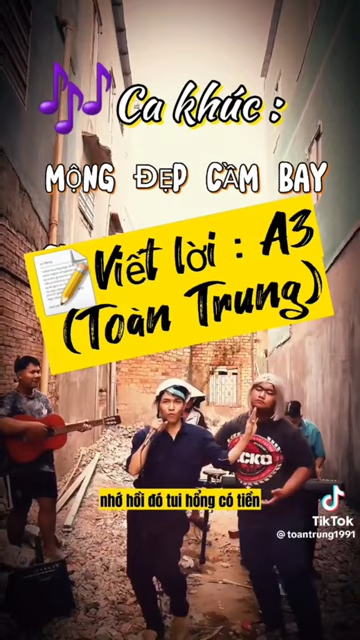 Ca khúc :
MỘNG ĐẸP CẦM BAY
Viết lời : A3
(Toàn Trung)
nhớ hồi đó tui hổng có tiền
TikTok
@toantrung1991